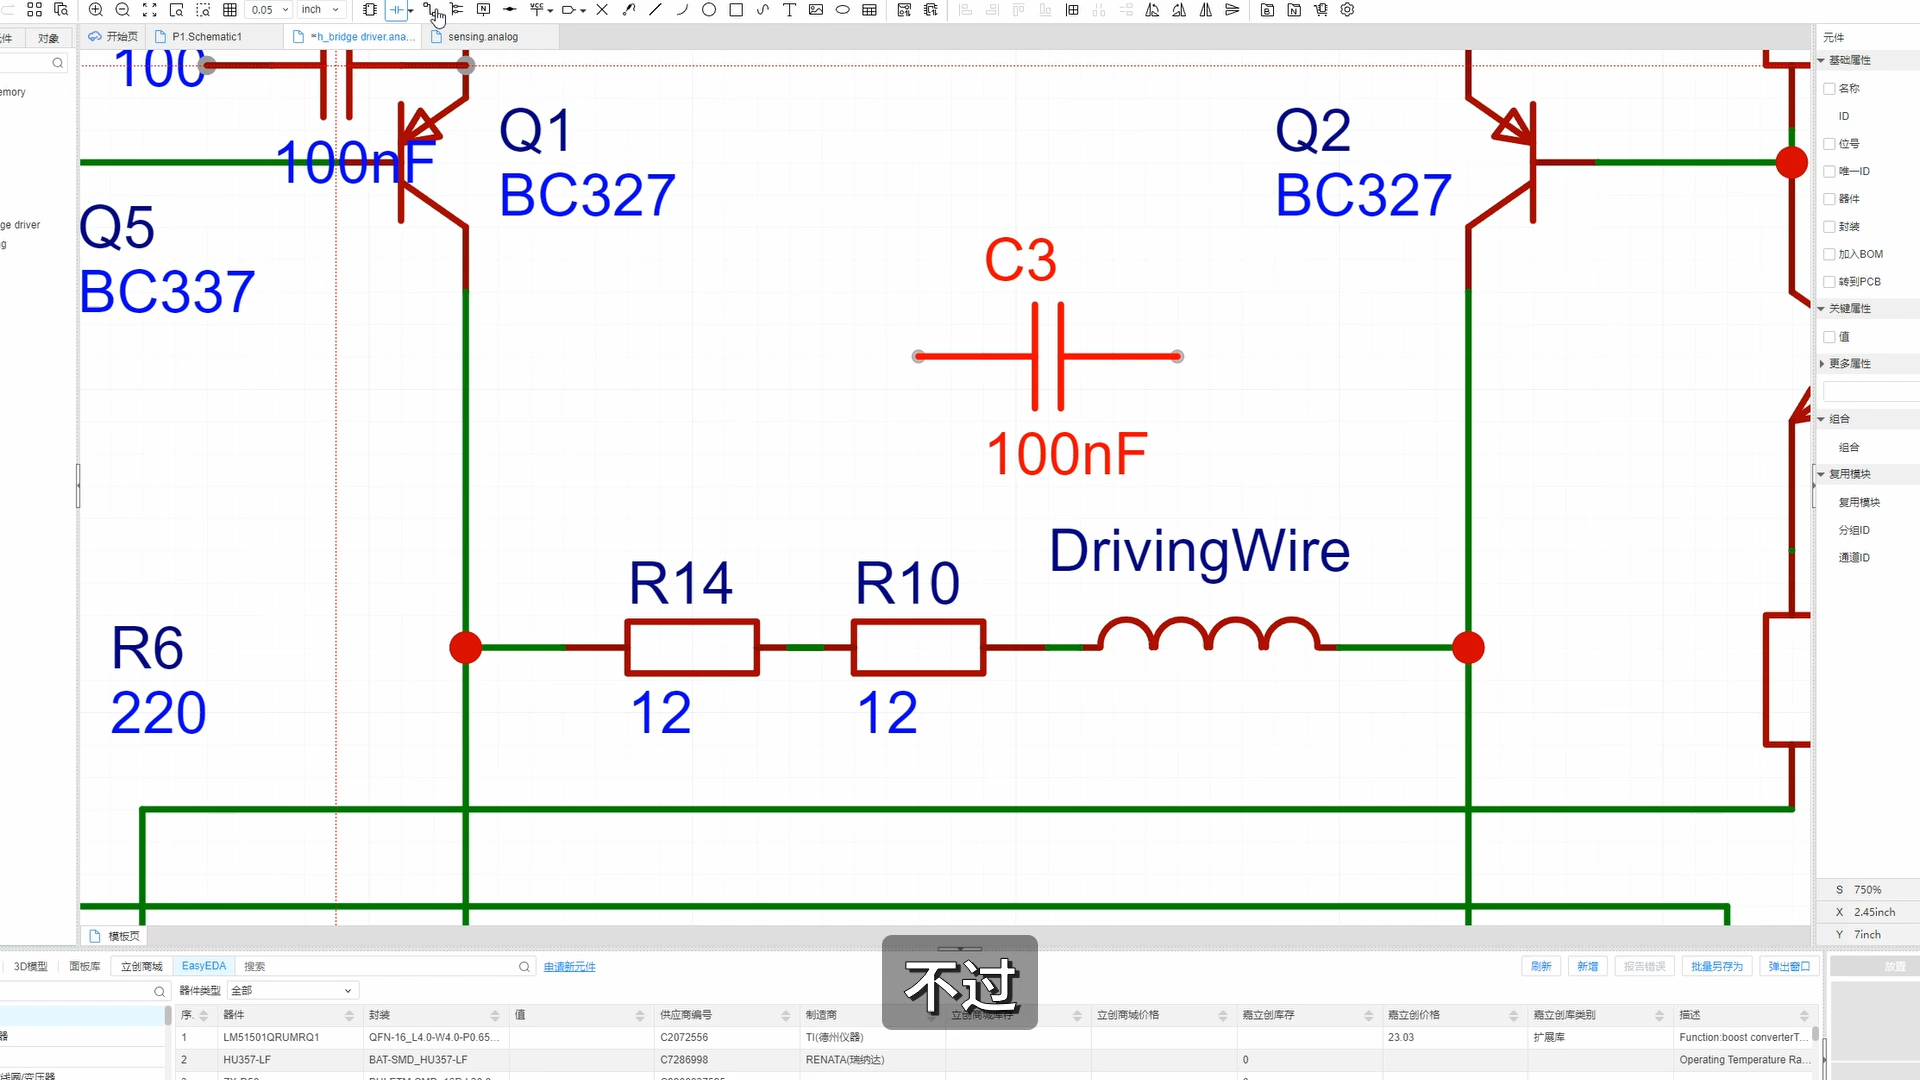 0.05
inch
元件
件
对象
开始页
P1.Schematic1
*h_bridge driver.ana...
sensing.analog
基础属性
emory
名称
ID
位号
唯一ID
器件
封装
加入BOM
转到PCB
关键属性
值
更多属性
组合
组合
复用模块
复用模块
分组ID
通道ID
ge driver
g
100
100nF
Q1
BC327
Q2
BC327
Q5
BC337
C3
100nF
DrivingWire
R14
12
R10
12
R6
220
S 750%
X 2.45inch
Y 7inch
模板页
3D模型
面板库
立创商城
EasyEDA
搜索
申请新元件
不过
刷新
新增
报告错误
批量另存为
弹出窗口
放置
器件类型 全部
序.
器件
封装
值
供应商编号
制造商
立创商城库存
立创商城价格
嘉立创库存
嘉立创价格
嘉立创库类别
描述
器
1 LM51501QRUMRQ1 QFN-16_L4.0-W4.0-P0.65... C2072556 TI(德州仪器) 23.03 扩展库 Function:boost converterT...
2 HU357-LF BAT-SMD_HU357-LF C7286998 RENATA(瑞纳达) 0 Operating Temperature Ra...